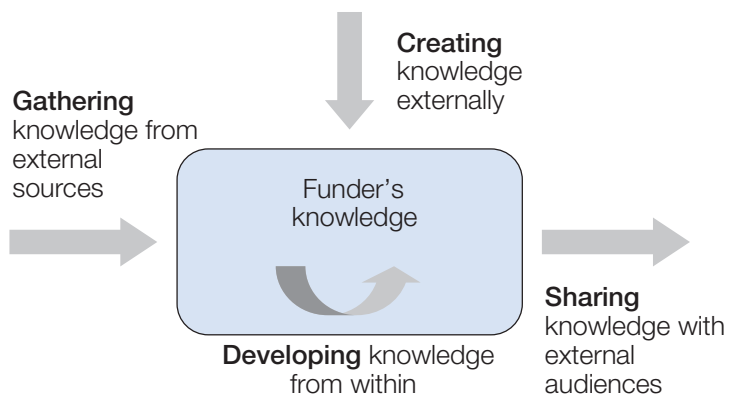 Creating
knowledge
externally
Gathering
knowledge from
external
sources
Funder’s
knowledge
Sharing
knowledge with
external
audiences
Developing knowledge
from within